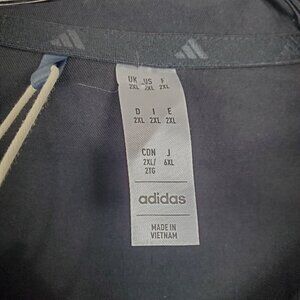 UK US F
2XL 2XL 2XL
D I E
2XL 2XL 2XL
CON J
2XL/ 6XL
2TG
adidas
MADE IN
VIETNAM